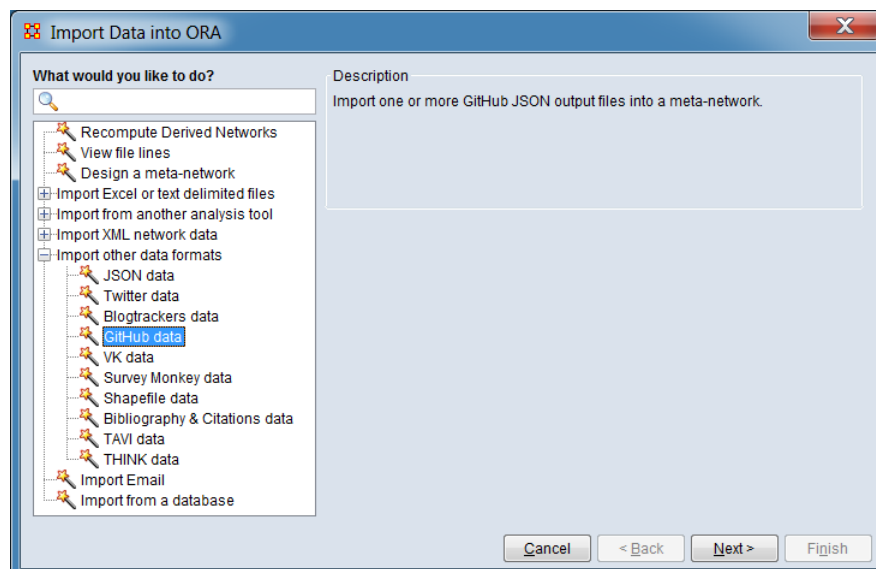 Import Data into ORA
X
What would you like to do?
Recompute Derived Networks
View file lines
Design a meta-network
Import Excel or text delimited files
Import from another analysis tool
Import XML network data
Import other data formats
JSON data
Twitter data
Blogtrackers data
GitHub data
VK data
Survey Monkey data
Shapefile data
Bibliography & Citations data
TAVI data
THINK data
Import Email
Import from a database
Description
Import one or more GitHub JSON output files into a meta-network.
Cancel
< Back
Next >
Finish